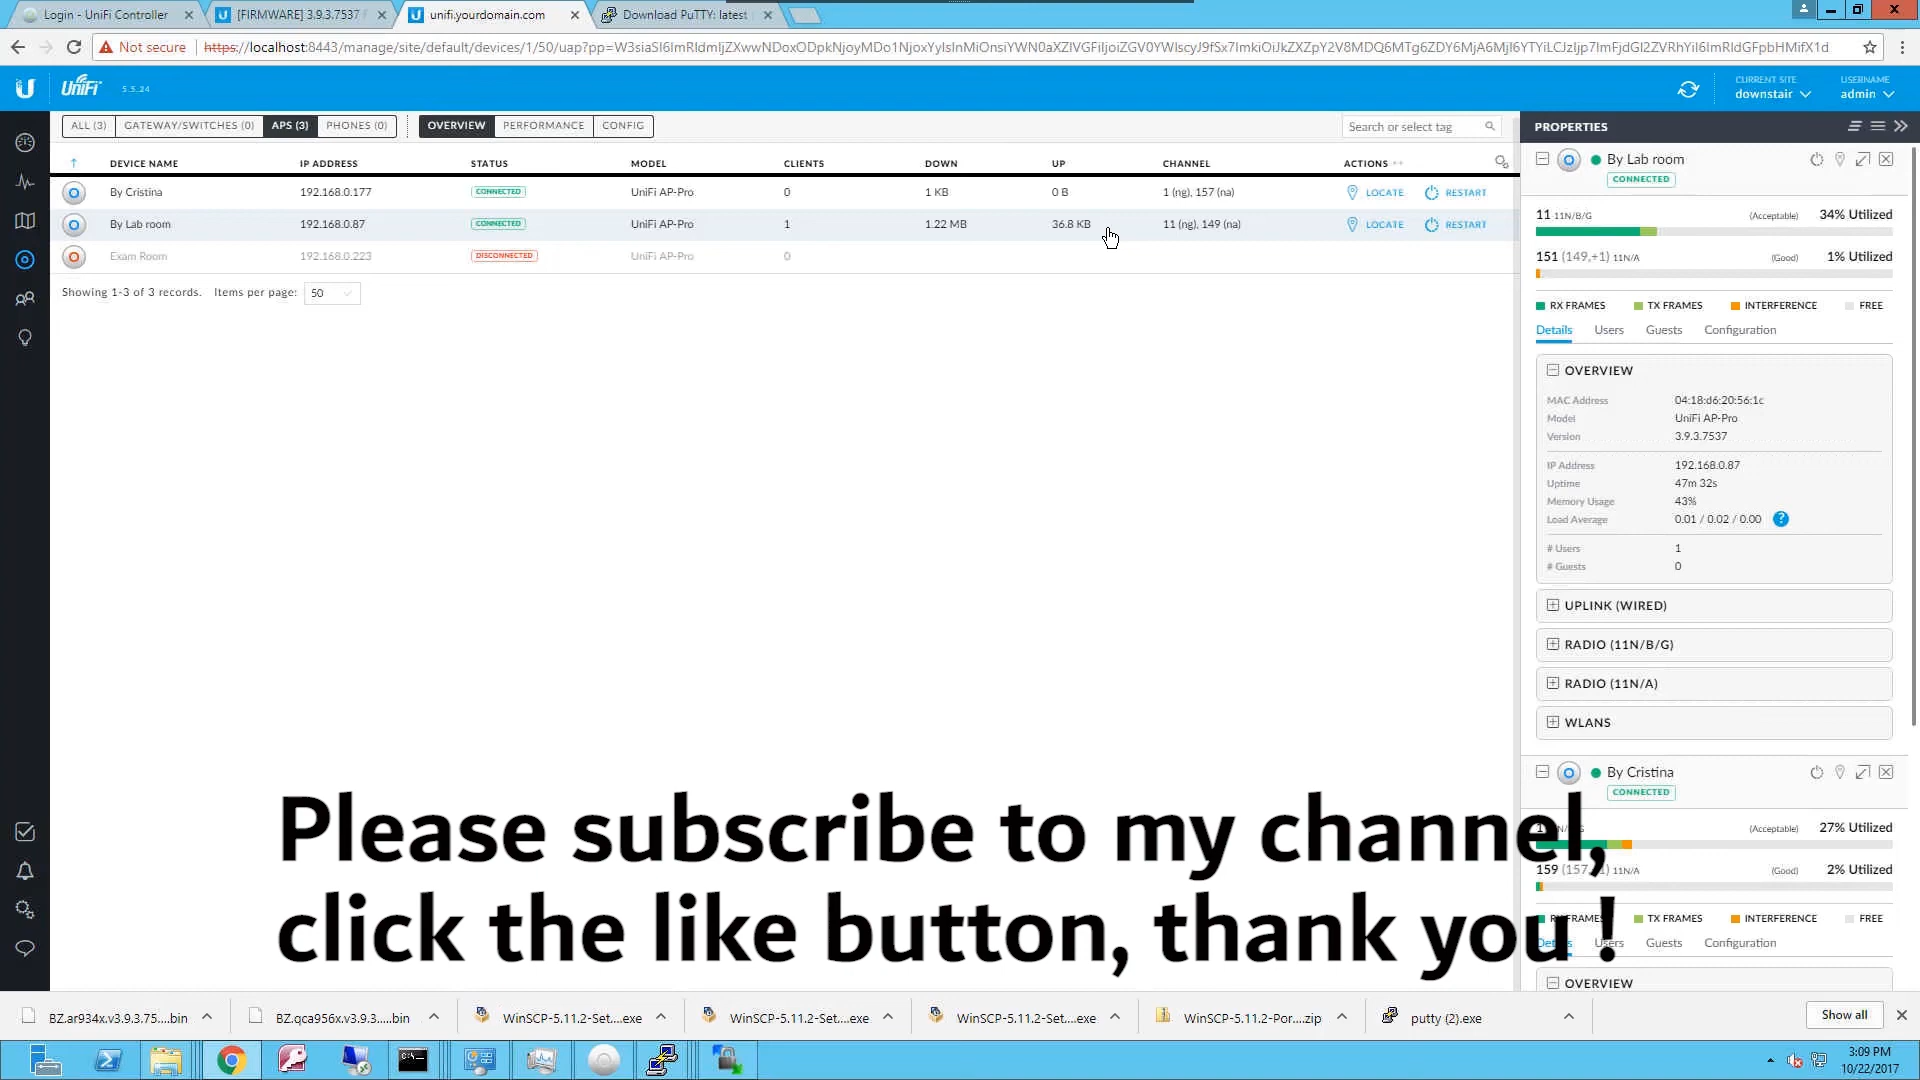 Login - UniFi Controller
[FIRMWARE] 3.9.3.7537
unifi.yourdomain.com
Download PuTTY: latest
Not secure
https://localhost:8443/manage/site/default/devices/1/50/uap?pp=
UniFi
5.5.24
CURRENT SITE
downstair
USERNAME
admin
ALL (3)
GATEWAY/SWITCHES (0)
APS (3)
PHONES (0)
OVERVIEW
PERFORMANCE
CONFIG
Search or select tag
DEVICE NAME IP ADDRESS STATUS MODEL CLIENTS DOWN UP CHANNEL ACTIONS
By Cristina 192.168.0.177 CONNECTED UniFi AP-Pro 0 1 KB 0 B 1 (ng), 157 (na) LOCATE RESTART
By Lab room 192.168.0.87 CONNECTED UniFi AP-Pro 1 1.22 MB 36.8 KB 11 (ng), 149 (na) LOCATE RESTART
Exam Room 192.168.0.223 DISCONNECTED UniFi AP-Pro 0
Showing 1-3 of 3 records. Items per page: 50
PROPERTIES
By Lab room
CONNECTED
11 11N/B/G (Acceptable) 34% Utilized
151 (149,+1) 11N/A (Good) 1% Utilized
RX FRAMES TX FRAMES INTERFERENCE FREE
Details Users Guests Configuration
OVERVIEW
MAC Address 04:18:d6:20:56:1c
Model UniFi AP-Pro
Version 3.9.3.7537
IP Address 192.168.0.87
Uptime 47m 32s
Memory Usage 43%
Load Average 0.01 / 0.02 / 0.00 ?
# Users 1
# Guests 0
UPLINK (WIRED)
RADIO (11N/B/G)
RADIO (11N/A)
WLANS
By Cristina
CONNECTED
(Acceptable) 27% Utilized
159 11N/A (Good) 2% Utilized
TX FRAMES INTERFERENCE FREE
Users Guests Configuration
OVERVIEW
Please subscribe to my channel,
click the like button, thank you !
BZ.ar934x.v3.9.3.75....bin
BZ.qca956x.v3.9.3.....bin
WinSCP-5.11.2-Set....exe
WinSCP-5.11.2-Set....exe
WinSCP-5.11.2-Set....exe
WinSCP-5.11.2-Por....zip
putty (2).exe
Show all
3:09 PM
10/22/2017